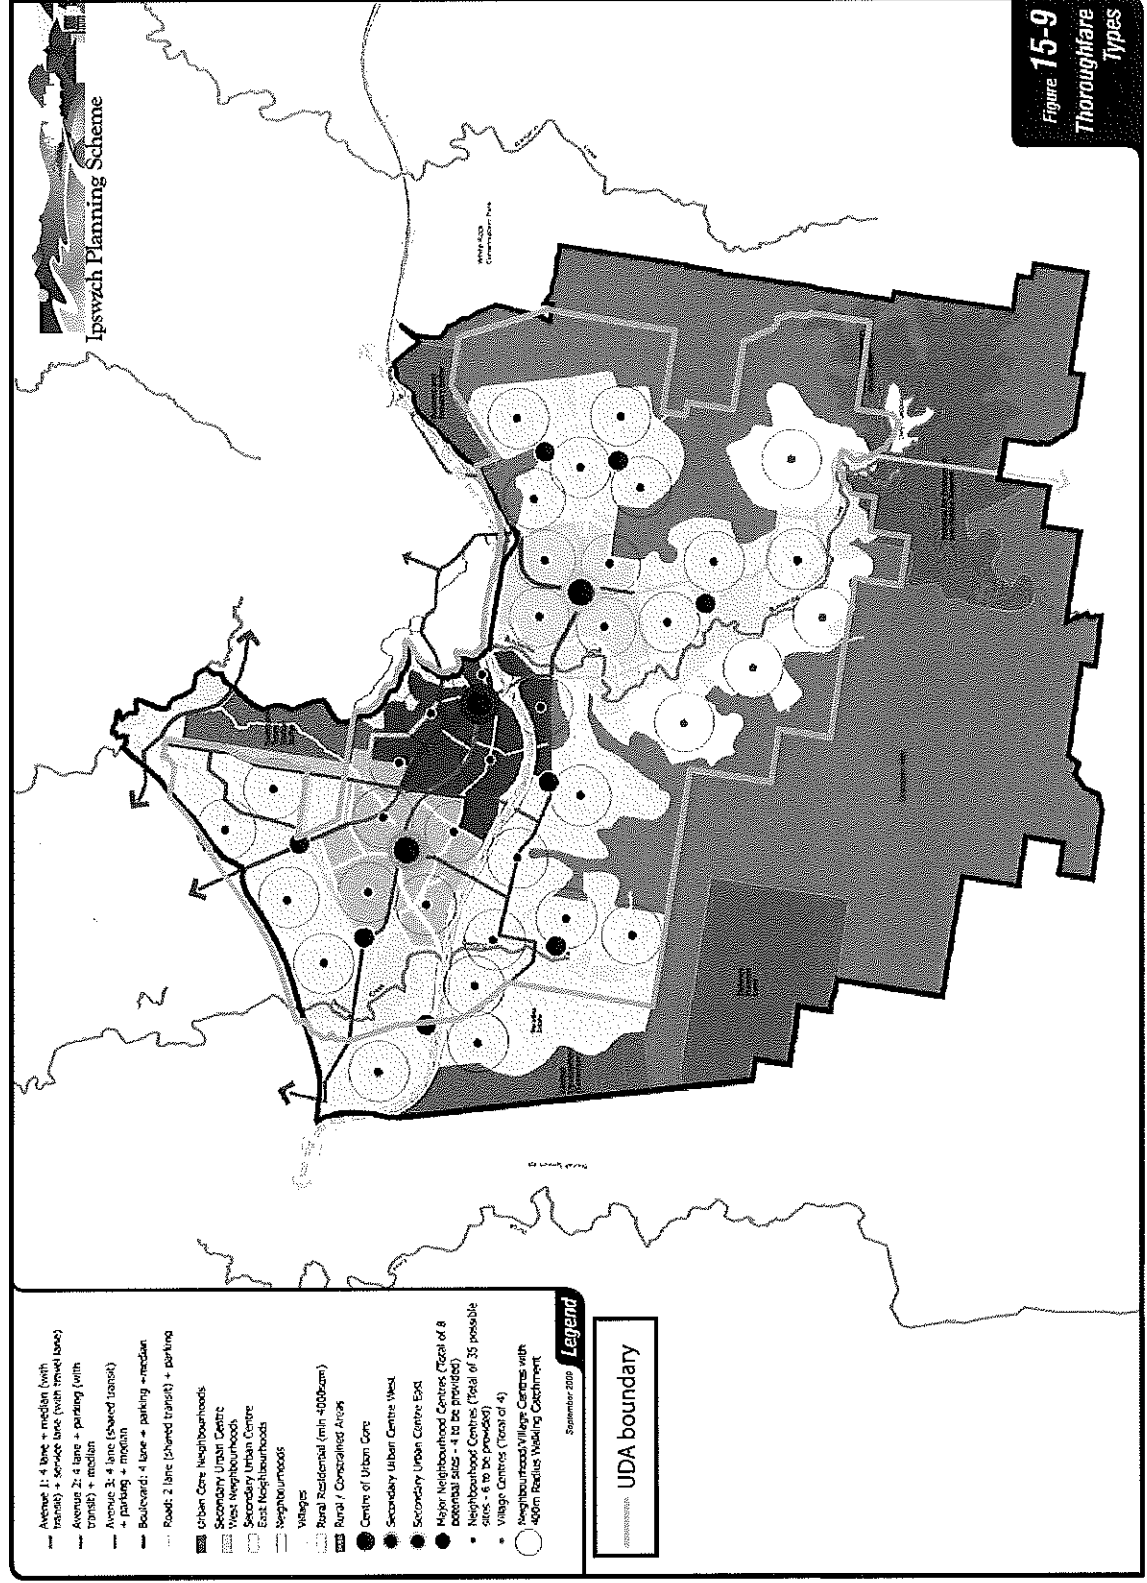 Ipswich Planning Scheme
Figure 15-9
Thoroughfare
Types
Avenue 1: 4 lane + median (with
transit) + service lane (with travel lane)
Avenue 2: 4 lane + parking (with
transit) + median
Avenue 3: 4 lane (shared transit)
+ parking + median
Boulevard: 4 lane + parking + median
Road: 2 lane (shared transit) + parking
Urban Core Neighbourhoods
Secondary Urban Centre
West Neighbourhoods
Secondary Urban Centre
East Neighbourhoods
Neighbourhoods
Villages
Rural Residential (min 4000sqm)
Rural / Constrained Areas
Centre of Urban Core
Secondary Urban Centre West
Secondary Urban Centre East
Major Neighbourhood Centres (Total of 8
potential sites - 4 to be provided)
Neighbourhood Centres (Total of 35 possible
sites - 6 to be provided)
Village Centres (Total of 4)
Neighbourhood/Village Centres with
400m Radius Walking Catchment
September 2009
Legend
UDA boundary
White Rock
Conservation Park
Creek
N